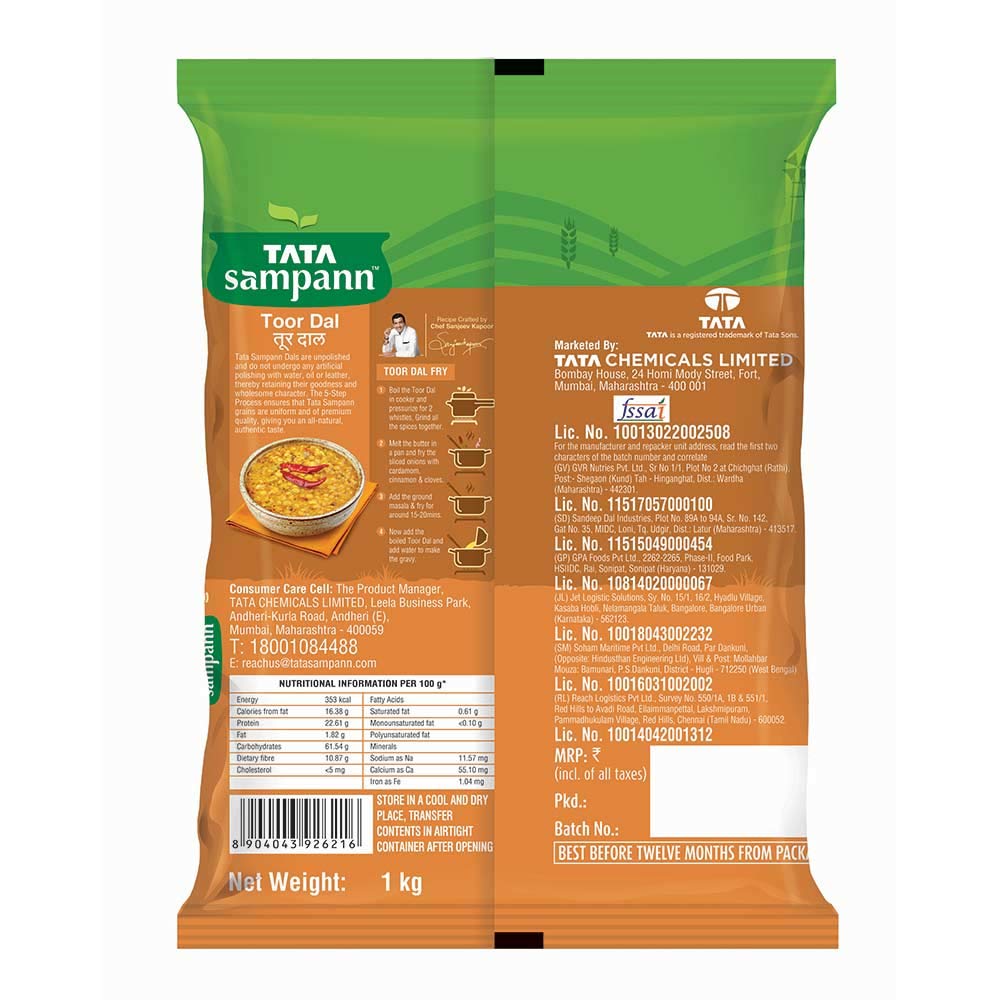 TATA
sampann™
Toor Dal
तूर दाल
Tata Sampann Dals are unpolished
and do not undergo any artificial
polishing with water, oil or leather,
thereby retaining their goodness and
wholesome character. The 5-Step
Process ensures that Tata Sampann
grains are uniform and of premium
quality, giving you an all-natural,
authentic taste.
Recipe Crafted by
Chef Sanjeev Kapoor
TOOR DAL FRY
1 Boil the Toor Dal
in cooker and
pressurize for 2
whistles, Grind all
the spices together.
2 Melt the butter in
a pan and fry the
sliced onions with
cardamom,
cinnamon & cloves.
3 Add the ground
masala & fry for
around 15-20mins.
4 Now add the
boiled Toor Dal and
add water to make
the gravy.
Consumer Care Cell: The Product Manager,
TATA CHEMICALS LIMITED, Leela Business Park,
Andheri-Kurla Road, Andheri (E),
Mumbai, Maharashtra - 400059
T: 18001084488
E: reachus@tatasampann.com
sampann
NUTRITIONAL INFORMATION PER 100 g*
Energy 353 kcal Fatty Acids
Calories from fat 16.38 g Saturated fat 0.61 g
Protein 22.61 g Monounsaturated fat <0.10 g
Fat 1.82 g Polyunsaturated fat
Carbohydrates 61.54 g Minerals
Dietary fibre 10.87 g Sodium as Na 11.57 mg
Cholesterol <5 mg Calcium as Ca 55.10 mg
Iron as Fe 1.04 mg
8 904043 926216
STORE IN A COOL AND DRY
PLACE, TRANSFER
CONTENTS IN AIRTIGHT
CONTAINER AFTER OPENING
Net Weight: 1 kg
TATA
TATA is a registered trademark of Tata Sons.
Marketed By:
TATA CHEMICALS LIMITED
Bombay House, 24 Homi Mody Street, Fort,
Mumbai, Maharashtra - 400 001
fssai
Lic. No. 10013022002508
For the manufacturer and repacker unit address, read the first two
characters of the batch number and correlate
(GV) GVR Nutries Pvt. Ltd., Sr No 1/1, Plot No 2 at Chichghat (Rathi),
Post:- Shegaon (Kund) Tah - Hinganghat, Dist.: Wardha
(Maharashtra) - 442301.
Lic. No. 11517057000100
(SD) Sandeep Dal Industries, Plot No. 89A to 94A, Sr. No. 142,
Gat No. 35, MIDC, Loni, Tq. Udgir, Dist.: Latur (Maharashtra) - 413517.
Lic. No. 11515049000454
(GP) GPA Foods Pvt Ltd., 2262-2265, Phase-II, Food Park,
HSIIDC, Rai, Sonipat, Sonipat (Haryana) - 131029.
Lic. No. 10814020000067
(JL) Jet Logistic Solutions, Sy. No. 15/1, 16/2, Hyadlu Village,
Kasaba Hobli, Nelamangala Taluk, Bangalore, Bangalore Urban
(Karnataka) - 562123.
Lic. No. 10018043002232
(SM) Soham Maritime Pvt Ltd., Delhi Road, Par Dankuni,
(Opposite: Hindusthan Engineering Ltd), Vill & Post: Mollahbar
Mouza: Bamunari, P.S.Dankuni, District - Hugli - 712250 (West Bengal)
Lic. No. 10016031002002
(RL) Reach Logistics Pvt Ltd., Survey No. 550/1A, 1B & 551/1,
Red Hills to Avadi Road, Ellaimmanpettai, Lakshmipuram,
Pammadhukulam Village, Red Hills, Chennai (Tamil Nadu) - 600052.
Lic. No. 10014042001312
MRP: ₹
(incl. of all taxes)
Pkd.:
Batch No.:
BEST BEFORE TWELVE MONTHS FROM PACKA